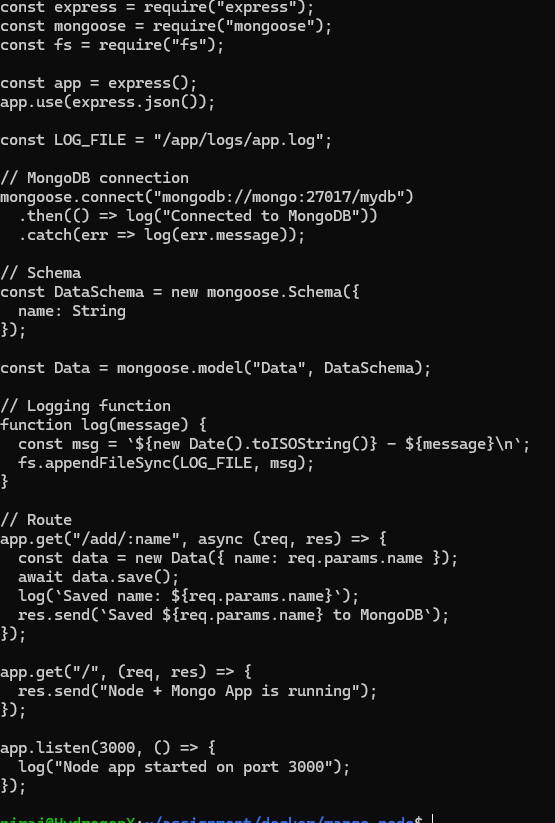 const express = require("express");
const mongoose = require("mongoose");
const fs = require("fs");
const app = express();
app.use(express.json());
const LOG_FILE = "/app/logs/app.log";
// MongoDB connection
mongoose.connect("mongodb://mongo:27017/mydb")
  .then(() => log("Connected to MongoDB"))
  .catch(err => log(err.message));
// Schema
const DataSchema = new mongoose.Schema({
  name: String
});
const Data = mongoose.model("Data", DataSchema);
// Logging function
function log(message) {
  const msg = `${new Date().toISOString()} - ${message}\n`;
  fs.appendFileSync(LOG_FILE, msg);
}
// Route
app.get("/add/:name", async (req, res) => {
  const data = new Data({ name: req.params.name });
  await data.save();
  log(`Saved name: ${req.params.name}`);
  res.send(`Saved ${req.params.name} to MongoDB`);
});
app.get("/", (req, res) => {
  res.send("Node + Mongo App is running");
});
app.listen(3000, () => {
  log("Node app started on port 3000");
});